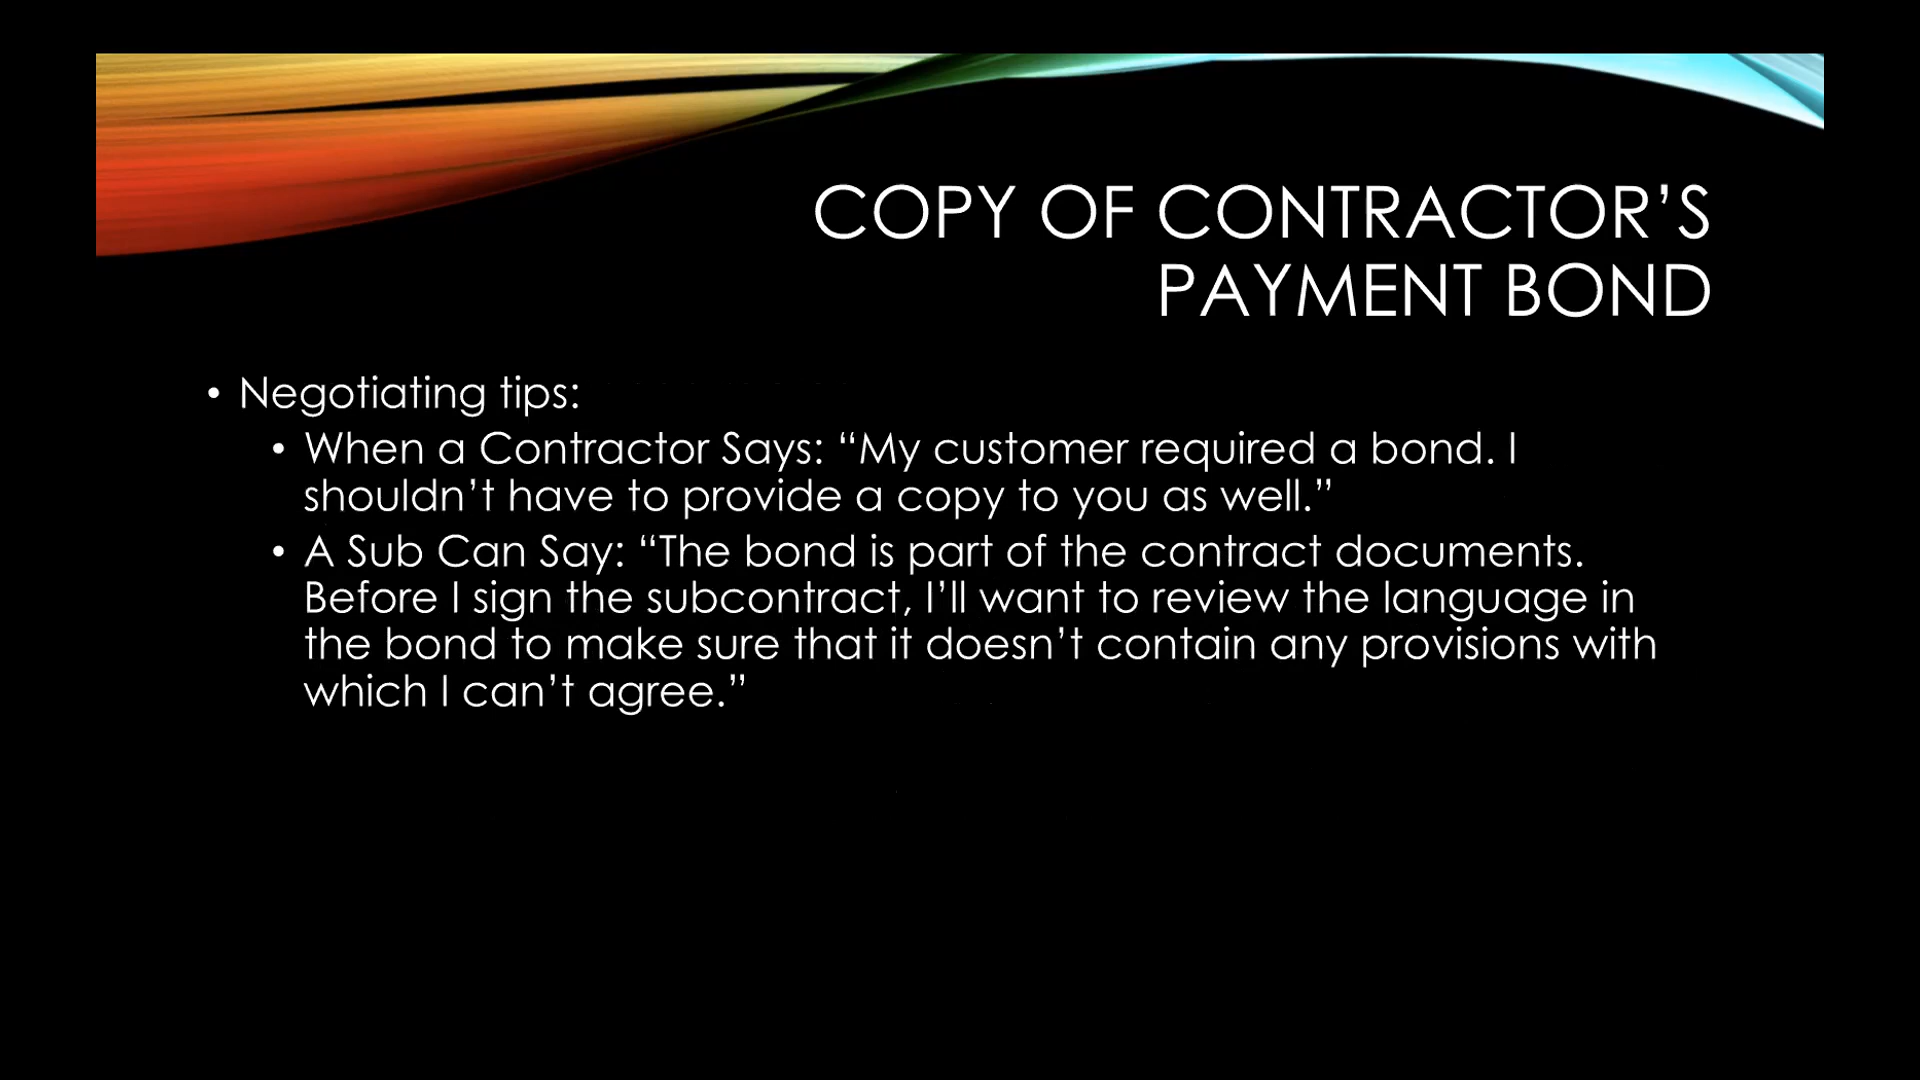 COPY OF CONTRACTOR’S
PAYMENT BOND
• Negotiating tips:
• When a Contractor Says: “My customer required a bond. I
shouldn’t have to provide a copy to you as well.”
• A Sub Can Say: “The bond is part of the contract documents.
Before I sign the subcontract, I’ll want to review the language in
the bond to make sure that it doesn’t contain any provisions with
which I can’t agree.”